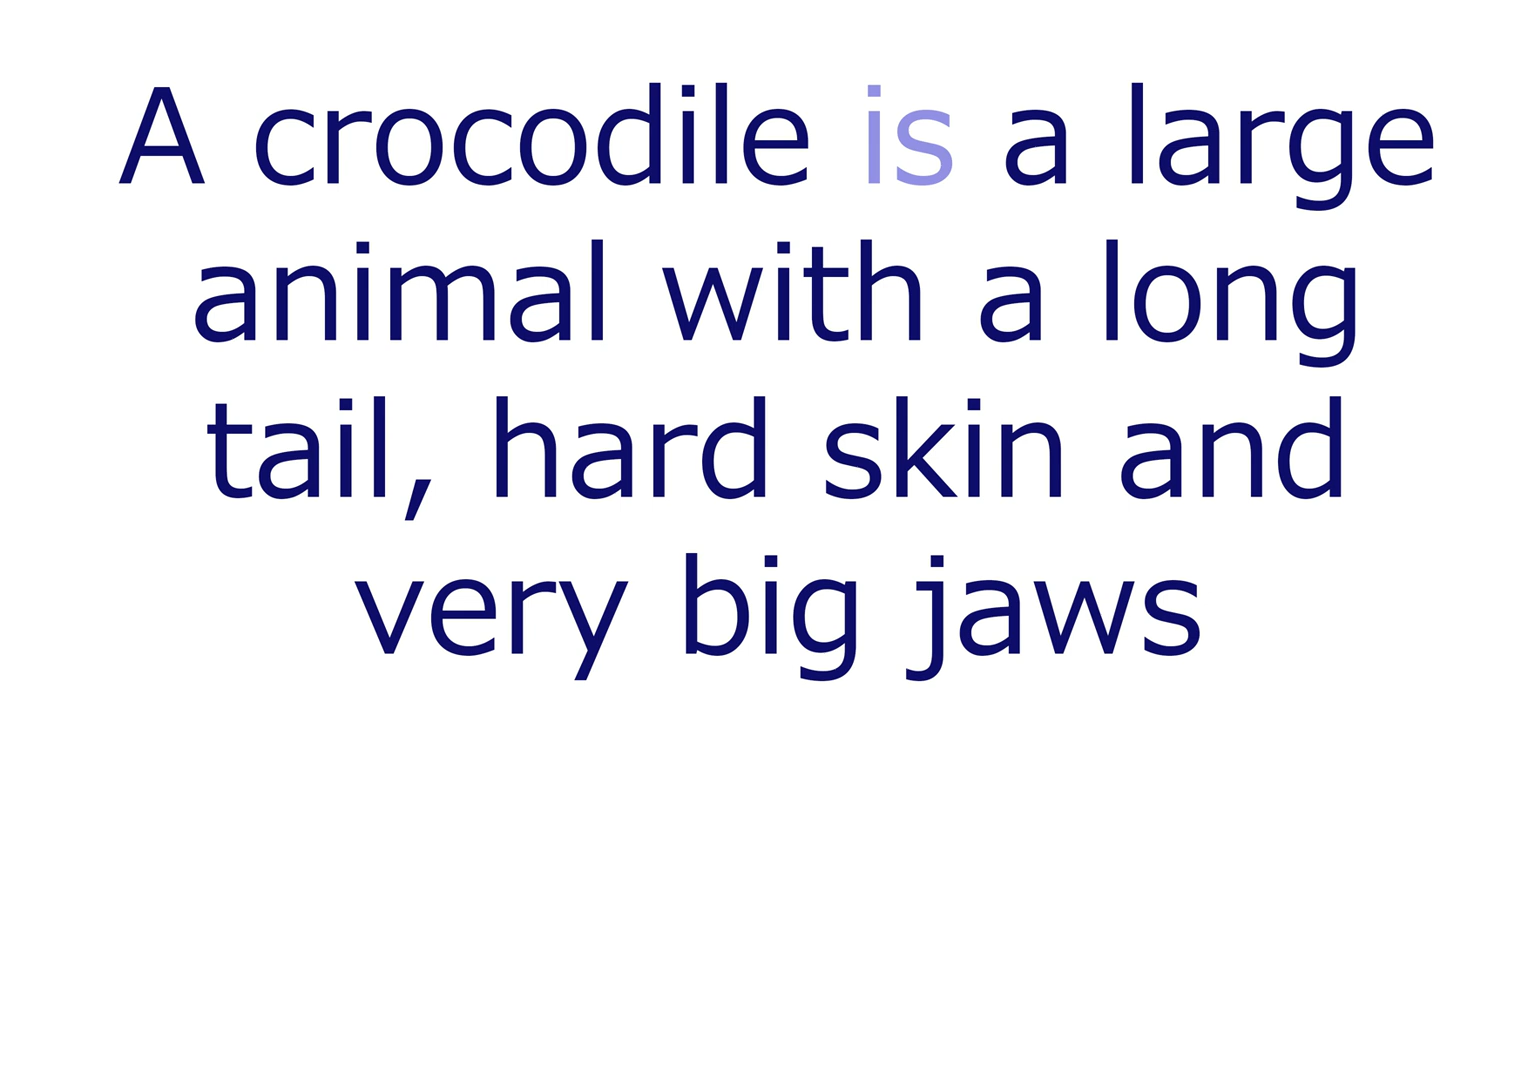 A crocodile is a large
animal with a long
tail, hard skin and
very big jaws